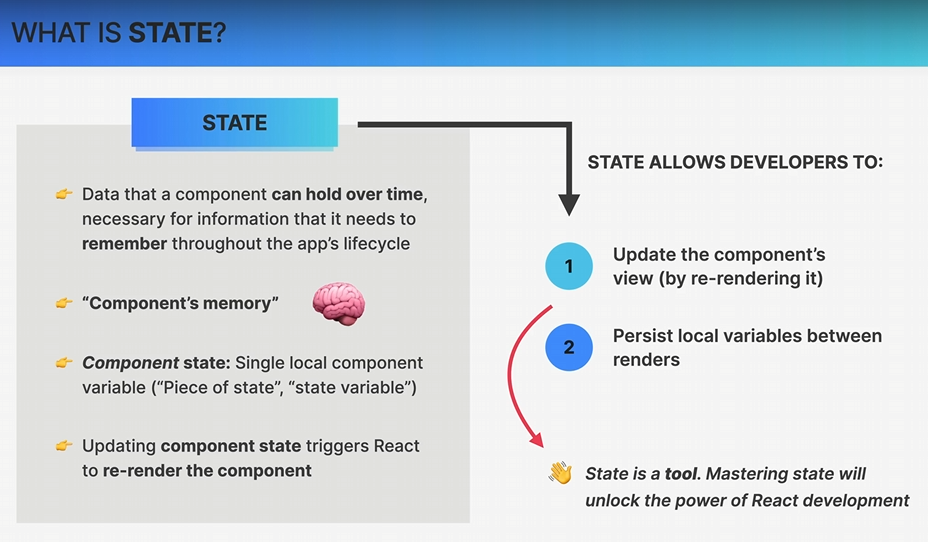 WHAT IS STATE?
STATE
Data that a component can hold over time,
necessary for information that it needs to
remember throughout the app’s lifecycle
“Component’s memory”
Component state: Single local component
variable (“Piece of state”, “state variable”)
Updating component state triggers React
to re-render the component
STATE ALLOWS DEVELOPERS TO:
1
Update the component’s
view (by re-rendering it)
2
Persist local variables between
renders
State is a tool. Mastering state will
unlock the power of React development